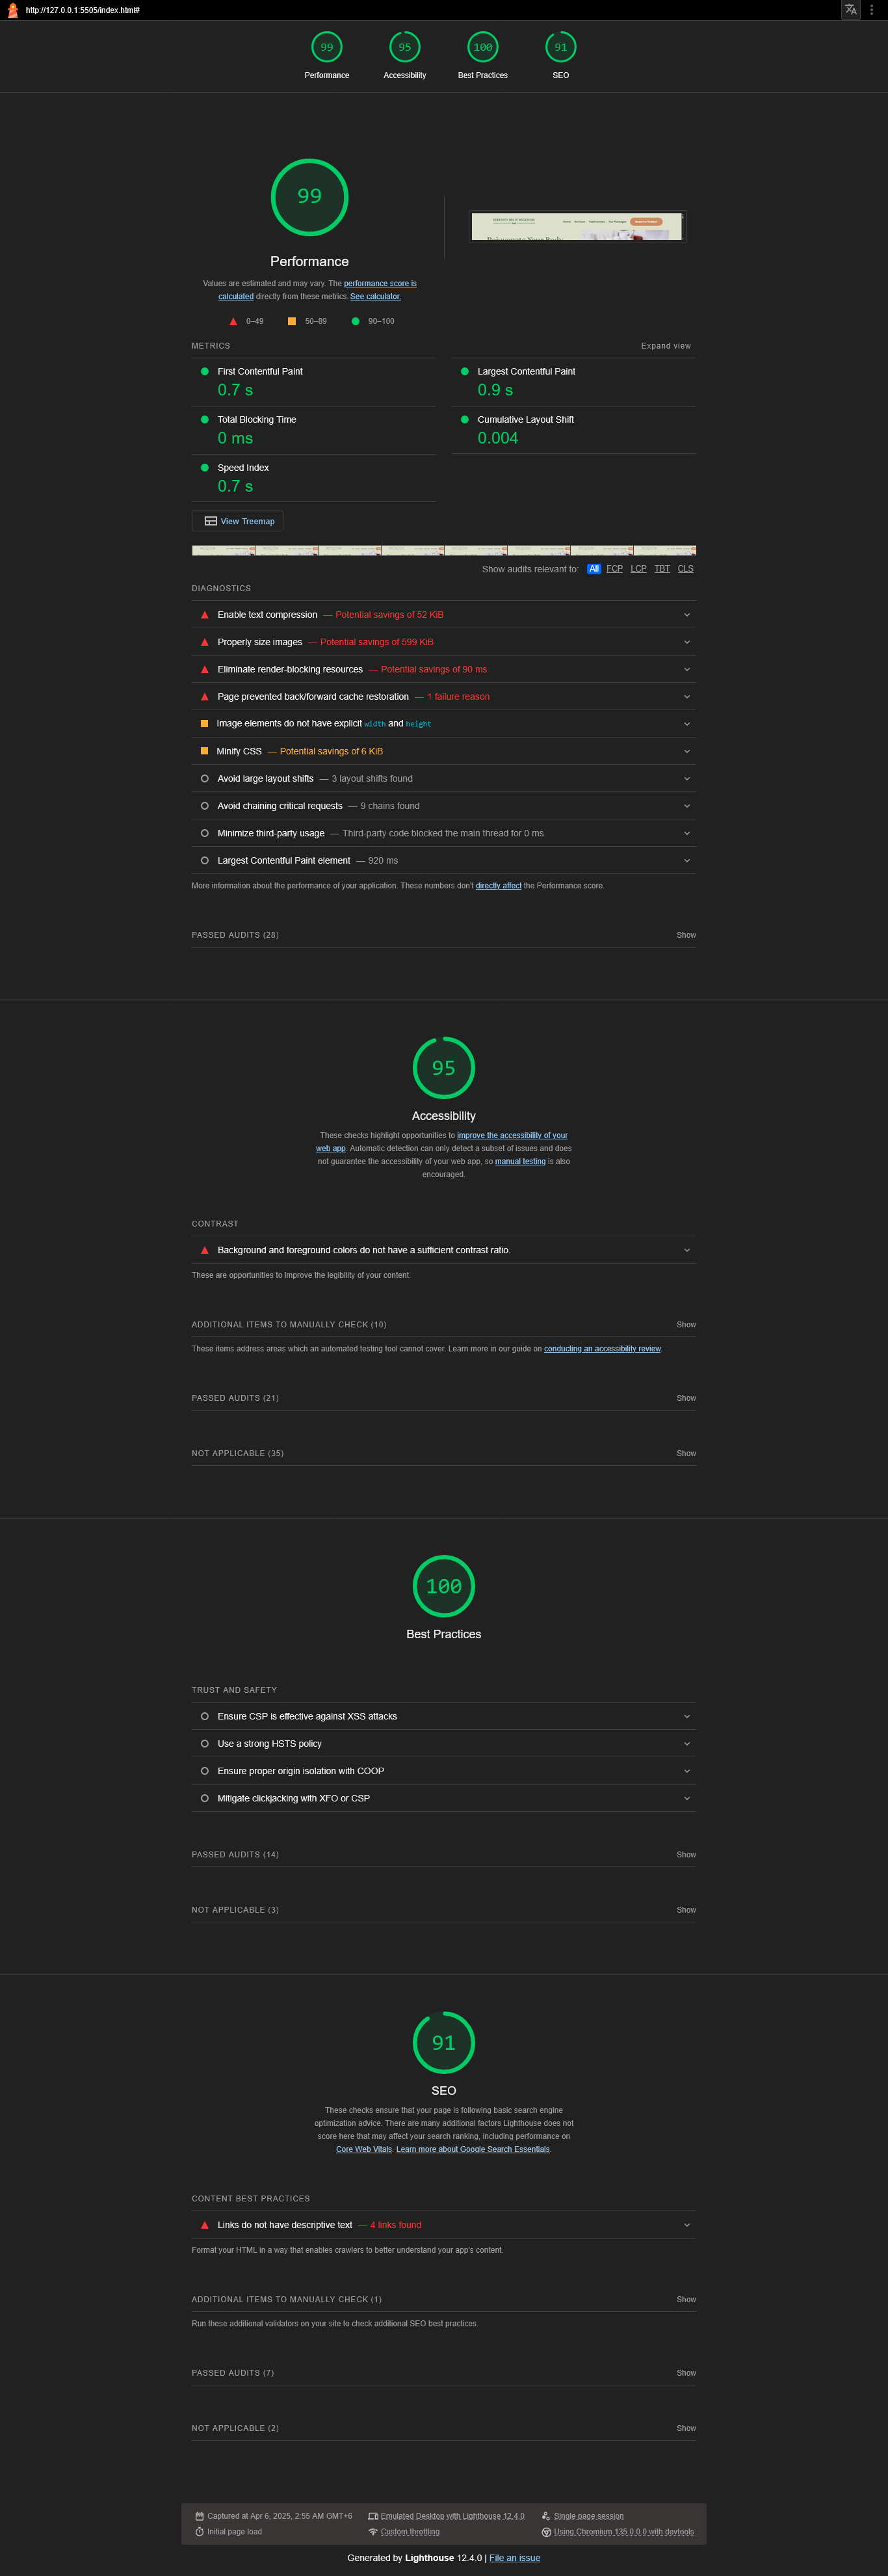 http://127.0.0.1:5505/index.html#
99
95
100
91
Performance
Accessibility
Best Practices
SEO
99
Performance
Values are estimated and may vary. The performance score is
calculated directly from these metrics. See calculator.
0–49
50–89
90–100
METRICS
Expand view
First Contentful Paint
0.7 s
Largest Contentful Paint
0.9 s
Total Blocking Time
0 ms
Cumulative Layout Shift
0.004
Speed Index
0.7 s
View Treemap
Show audits relevant to: All FCP LCP TBT CLS
DIAGNOSTICS
Enable text compression — Potential savings of 52 KiB
Properly size images — Potential savings of 599 KiB
Eliminate render-blocking resources — Potential savings of 90 ms
Page prevented back/forward cache restoration — 1 failure reason
Image elements do not have explicit width and height
Minify CSS — Potential savings of 6 KiB
Avoid large layout shifts — 3 layout shifts found
Avoid chaining critical requests — 9 chains found
Minimize third-party usage — Third-party code blocked the main thread for 0 ms
Largest Contentful Paint element — 920 ms
More information about the performance of your application. These numbers don't directly affect the Performance score.
PASSED AUDITS (28)
Show
95
Accessibility
These checks highlight opportunities to improve the accessibility of your
web app. Automatic detection can only detect a subset of issues and does
not guarantee the accessibility of your web app, so manual testing is also
encouraged.
CONTRAST
Background and foreground colors do not have a sufficient contrast ratio.
These are opportunities to improve the legibility of your content.
ADDITIONAL ITEMS TO MANUALLY CHECK (10)
Show
These items address areas which an automated testing tool cannot cover. Learn more in our guide on conducting an accessibility review.
PASSED AUDITS (21)
Show
NOT APPLICABLE (35)
Show
100
Best Practices
TRUST AND SAFETY
Ensure CSP is effective against XSS attacks
Use a strong HSTS policy
Ensure proper origin isolation with COOP
Mitigate clickjacking with XFO or CSP
PASSED AUDITS (14)
Show
NOT APPLICABLE (3)
Show
91
SEO
These checks ensure that your page is following basic search engine
optimization advice. There are many additional factors Lighthouse does not
score here that may affect your search ranking, including performance on
Core Web Vitals. Learn more about Google Search Essentials.
CONTENT BEST PRACTICES
Links do not have descriptive text — 4 links found
Format your HTML in a way that enables crawlers to better understand your app's content.
ADDITIONAL ITEMS TO MANUALLY CHECK (1)
Show
Run these additional validators on your site to check additional SEO best practices.
PASSED AUDITS (7)
Show
NOT APPLICABLE (2)
Show
Captured at Apr 6, 2025, 2:55 AM GMT+6
Emulated Desktop with Lighthouse 12.4.0
Single page session
Initial page load
Custom throttling
Using Chromium 135.0.0.0 with devtools
Generated by Lighthouse 12.4.0 | File an issue